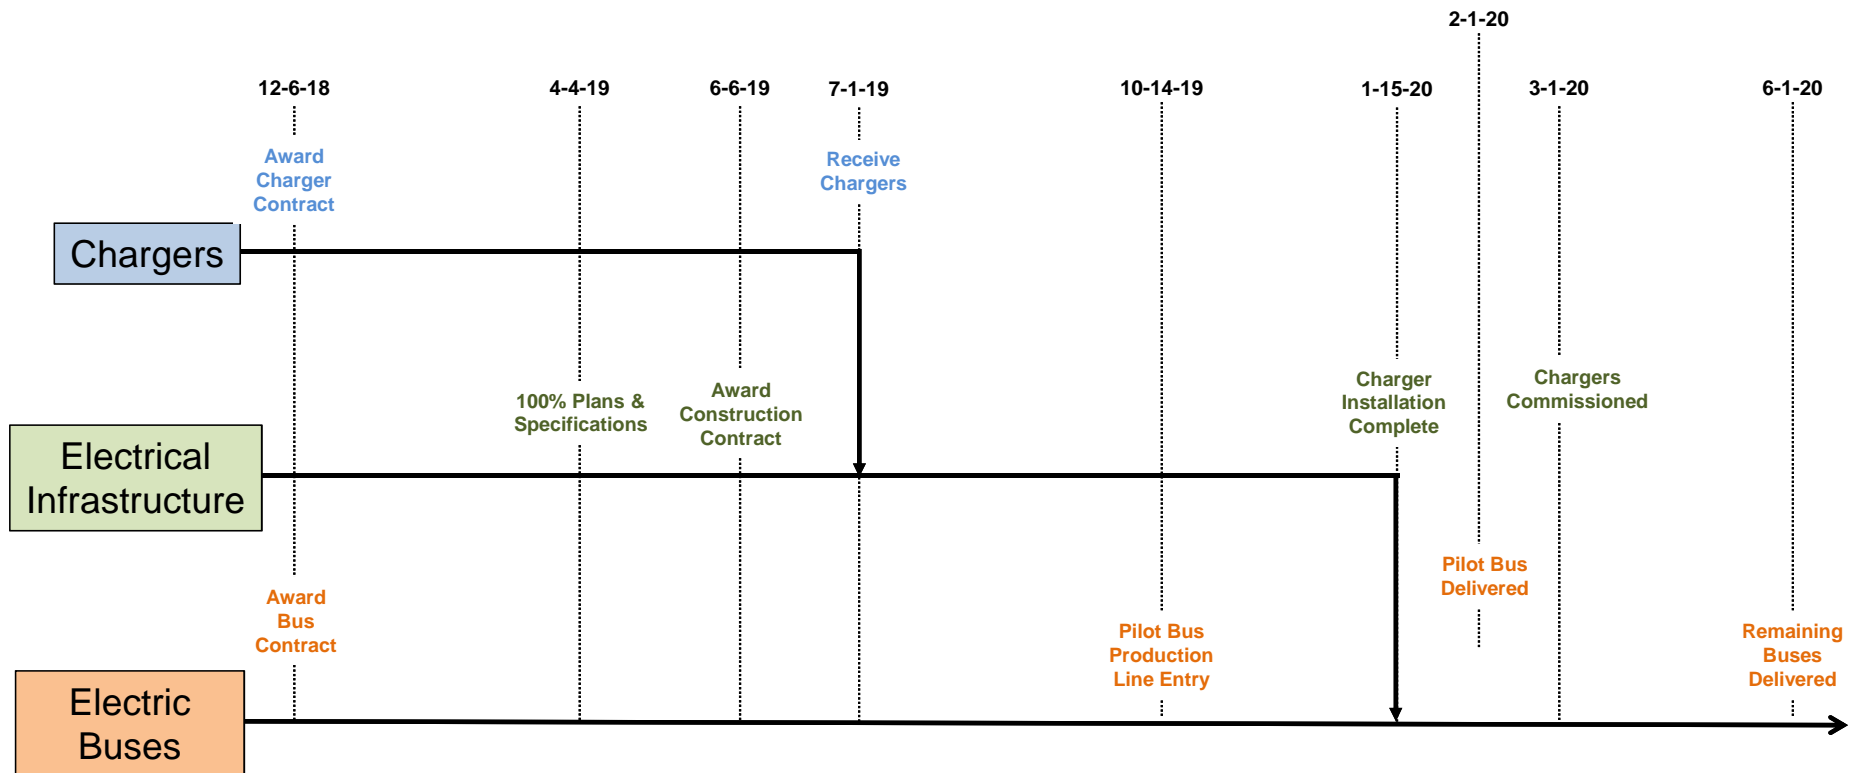 2-1-20
12-6-18
4-4-19
6-6-19
7-1-19
10-14-19
1-15-20
3-1-20
6-1-20
Award
Charger
Contract
Receive
Chargers
Chargers
100% Plans &
Specifications
Award
Construction
Contract
Charger
Installation
Complete
Chargers
Commissioned
Electrical
Infrastructure
Award
Bus
Contract
Pilot Bus
Production
Line Entry
Pilot Bus
Delivered
Remaining
Buses
Delivered
Electric
Buses